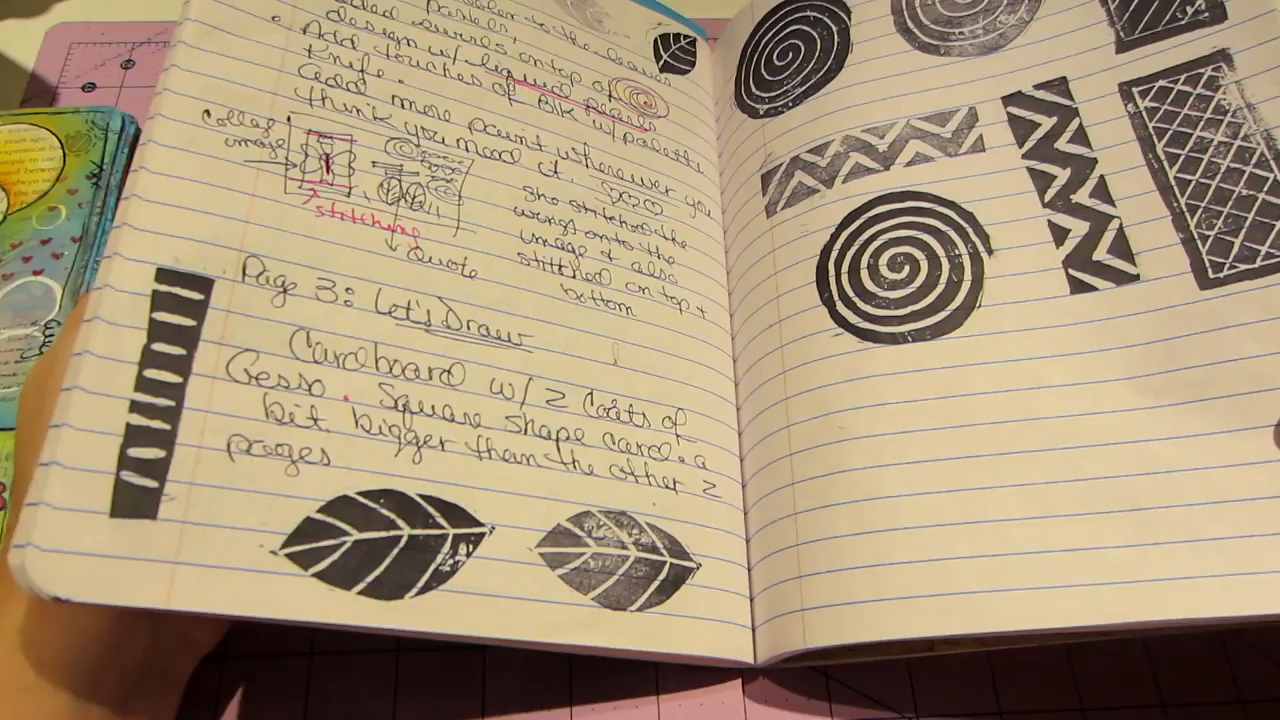 to the leaves
pastels,
added swirls on top of
design w/ liquid pearls
Add touches of Blk w/ palette
Knife.
add more paint wherever you
think you need it.
collage
image
stitching
Quote
She stitched the
wings onto the
image & also
stitched on top +
bottom
Page 3: Let's Draw
Cardboard w/ 2 Coats of
Gesso. Square shape card. a
bit bigger than the other 2
pages